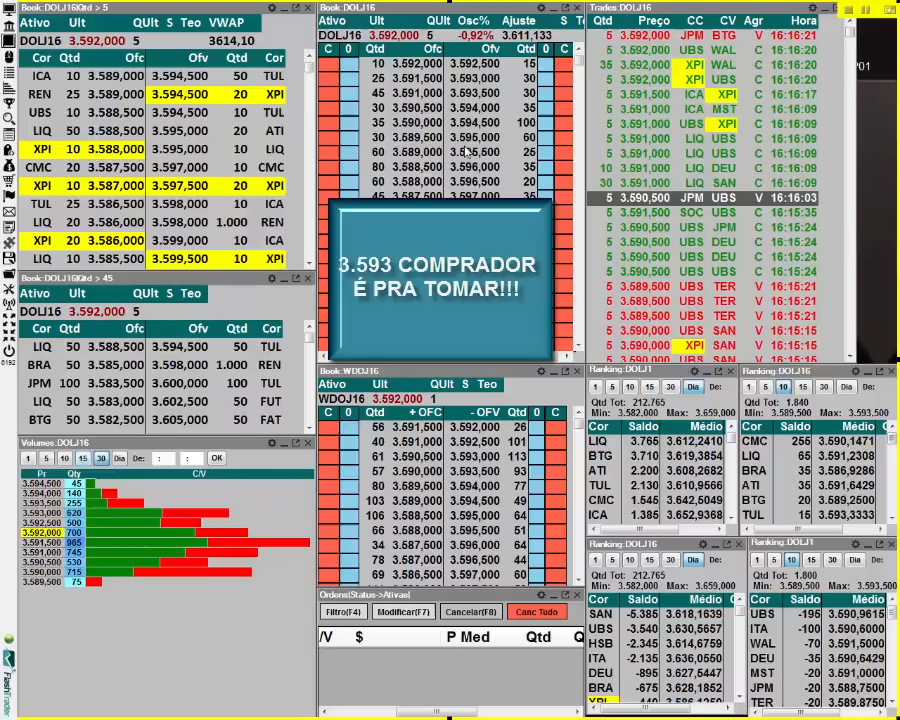 Book:DOLJ16|Qtd > 5
Ativo Ult QUlt S Teo VWAP
DOLJ16 3.592,000 5 3614,10
Cor Qtd Ofc Ofv Qtd Cor
ICA 10 3.589,000 3.594,500 50 TUL
REN 25 3.589,000 3.594,500 20 XPI
UBS 10 3.588,500 3.594,500 10 TUL
LIQ 50 3.588,500 3.595,000 20 ATI
XPI 10 3.588,000 3.595,000 10 LIQ
CMC 20 3.587,500 3.597,000 10 CMC
XPI 10 3.587,000 3.597,500 20 XPI
TUL 25 3.586,500 3.598,000 10 ICA
LIQ 20 3.586,000 3.598,000 1.000 REN
XPI 20 3.586,000 3.599,000 10 ICA
LIQ 10 3.585,500 3.599,000 10 XPI
Book:DOLJ16|Qtd > 45
Ativo Ult QUlt S Teo
DOLJ16 3.592,000 5
Cor Qtd Ofc Ofv Qtd Cor
LIQ 50 3.588,500 3.594,500 50 TUL
BRA 50 3.585,000 3.598,000 1.000 REN
JPM 100 3.583,500 3.600,000 100 TUL
LIQ 50 3.583,000 3.602,500 50 FUT
BTG 50 3.582,500 3.605,000 50 FAT
Volumes:DOLJ16
1 5 10 15 30 Dia De: : : OK
Pr Qty C/V
3.594,500 45
3.594,000 140
3.593,500 255
3.593,000 620
3.592,500 500
3.592,000 700
3.591,500 965
3.591,000 745
3.590,500 530
3.590,000 715
3.589,500 75
6192
FlashTrader
Book:DOLJ16
Ativo Ult QUlt Osc% Ajuste S T
DOLJ16 3.592,000 5 -0,92% 3.611,133
C 0 Qtd Ofc Ofv Qtd 0 C
10 3.592,000 3.592,500 15
25 3.591,500 3.593,000 30
45 3.591,000 3.593,500 30
30 3.590,500 3.594,000 35
35 3.590,000 3.594,500 100
30 3.589,500 3.595,000 60
60 3.589,000 3.595,500 25
80 3.588,500 3.596,000 35
60 3.588,000 3.596,500 20
45 3.587,500 3.597,000 35
3.593 COMPRADOR
É PRA TOMAR!!!
Book:WDOJ16
Ativo Ult QUlt S Teo
WDOJ16 3.592,000 1
C 0 Qtd + OFC - OFV Qtd 0 C
56 3.591,500 3.592,000 26
40 3.591,000 3.592,500 101
61 3.590,500 3.593,000 113
57 3.590,000 3.593,500 93
80 3.589,500 3.594,000 77
103 3.589,000 3.594,500 49
106 3.588,500 3.595,000 64
66 3.588,000 3.595,500 51
34 3.587,500 3.596,000 64
78 3.587,000 3.596,500 44
69 3.586,500 3.597,000 61
Ordens[Status->Ativas]
Filtro(F4) Modificar(F7) Cancelar(F8) Canc Tudo
/V $ P Med Qtd Q
Trades:DOLJ16
Qtd Preço CC CV Agr Hora
5 3.592,000 JPM BTG V 16:16:21
5 3.592,000 UBS WAL C 16:16:20
35 3.592,000 XPI WAL C 16:16:20
5 3.592,000 XPI UBS C 16:16:20
5 3.591,500 ICA XPI C 16:16:17
5 3.591,000 ICA MST C 16:16:09
5 3.591,000 UBS XPI C 16:16:09
5 3.591,000 LIQ UBS C 16:16:09
5 3.591,000 LIQ UBS C 16:16:09
10 3.591,000 LIQ DEU C 16:16:09
30 3.591,000 LIQ SAN C 16:16:09
5 3.590,500 JPM UBS V 16:16:03
5 3.591,000 SOC UBS V 16:15:35
5 3.590,500 UBS JPM C 16:15:24
5 3.590,500 UBS DEU C 16:15:24
5 3.590,500 UBS DEU C 16:15:24
5 3.590,500 UBS UBS C 16:15:24
5 3.589,500 UBS TER V 16:15:21
5 3.589,500 UBS TER V 16:15:16
5 3.589,500 UBS TER V 16:15:16
5 3.590,000 UBS SAN V 16:15:15
5 3.590,000 XPI SAN V 16:15:15
5 3.590,000 UBS SAN V 16:15:15
P01
Ranking:DOLJ1
1 5 10 15 30 Dia De:
Qtd Tot: 212.765
Min: 3.582,000 Max: 3.659,000
Cor Saldo Médio
LIQ 3.765 3.612,2410
BTG 3.710 3.619,3854
ATI 2.200 3.608,2682
TUL 2.130 3.610,9566
CMC 1.545 3.642,5049
ICA 1.385 3.652,9368
Ranking:DOLJ16
1 5 10 15 30 Dia De:
Qtd Tot: 1.840
Min: 3.589,500 Max: 3.593,500
Cor Saldo Médio
CMC 255 3.590,1471
LIQ 65 3.591,2308
BRA 35 3.586,9286
ATI 35 3.591,6429
BTG 20 3.589,2500
TUL 15 3.593,3333
Ranking:DOLJ16
1 5 10 15 30 Dia De:
Qtd Tot: 212.765
Min: 3.582,000 Max: 3.659,000
Cor Saldo Médio
SAN -5.385 3.618,1639
UBS -3.540 3.630,5657
HSB -2.345 3.614,6759
ITA -2.135 3.636,0550
DEU -895 3.627,5447
BRA -675 3.628,1852
Ranking:DOLJ1
1 5 10 15 30 Dia De:
Qtd Tot: 1.800
Min: 3.589,500 Max: 3.593,500
Cor Saldo Médio
UBS -195 3.590,9615
ITA -100 3.590,6000
WAL -70 3.591,5000
DEU -35 3.590,6429
MST -20 3.591,0000
JPM -20 3.588,7500
TER -20 3.589,8750